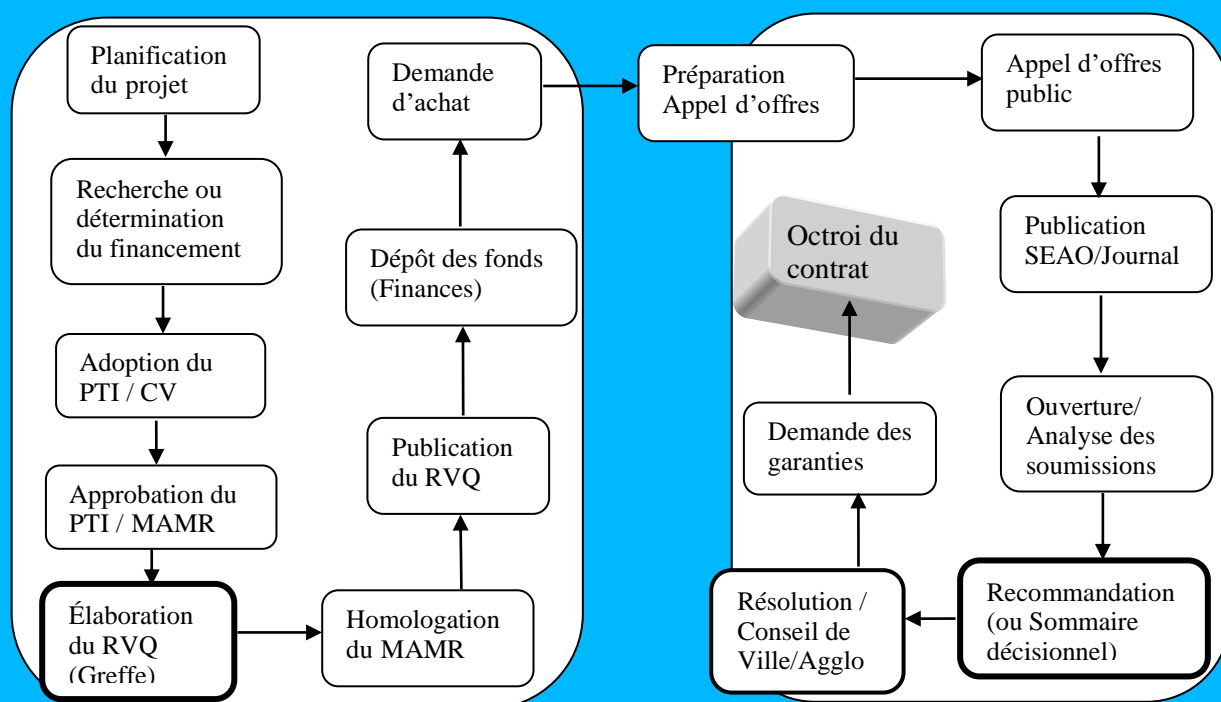 Planification
du projet
Recherche ou
détermination
du financement
Adoption du
PTI / CV
Approbation du
PTI / MAMR
Élaboration
du RVQ
(Greffe)
Homologation
du MAMR
Publication
du RVQ
Dépôt des fonds
(Finances)
Demande
d’achat
Préparation
Appel d’offres
Appel d’offres
public
Publication
SEAO/Journal
Ouverture/
Analyse des
soumissions
Recommandation
(ou Sommaire
décisionnel)
Résolution /
Conseil de
Ville/Agglo
Demande des
garanties
Octroi du
contrat